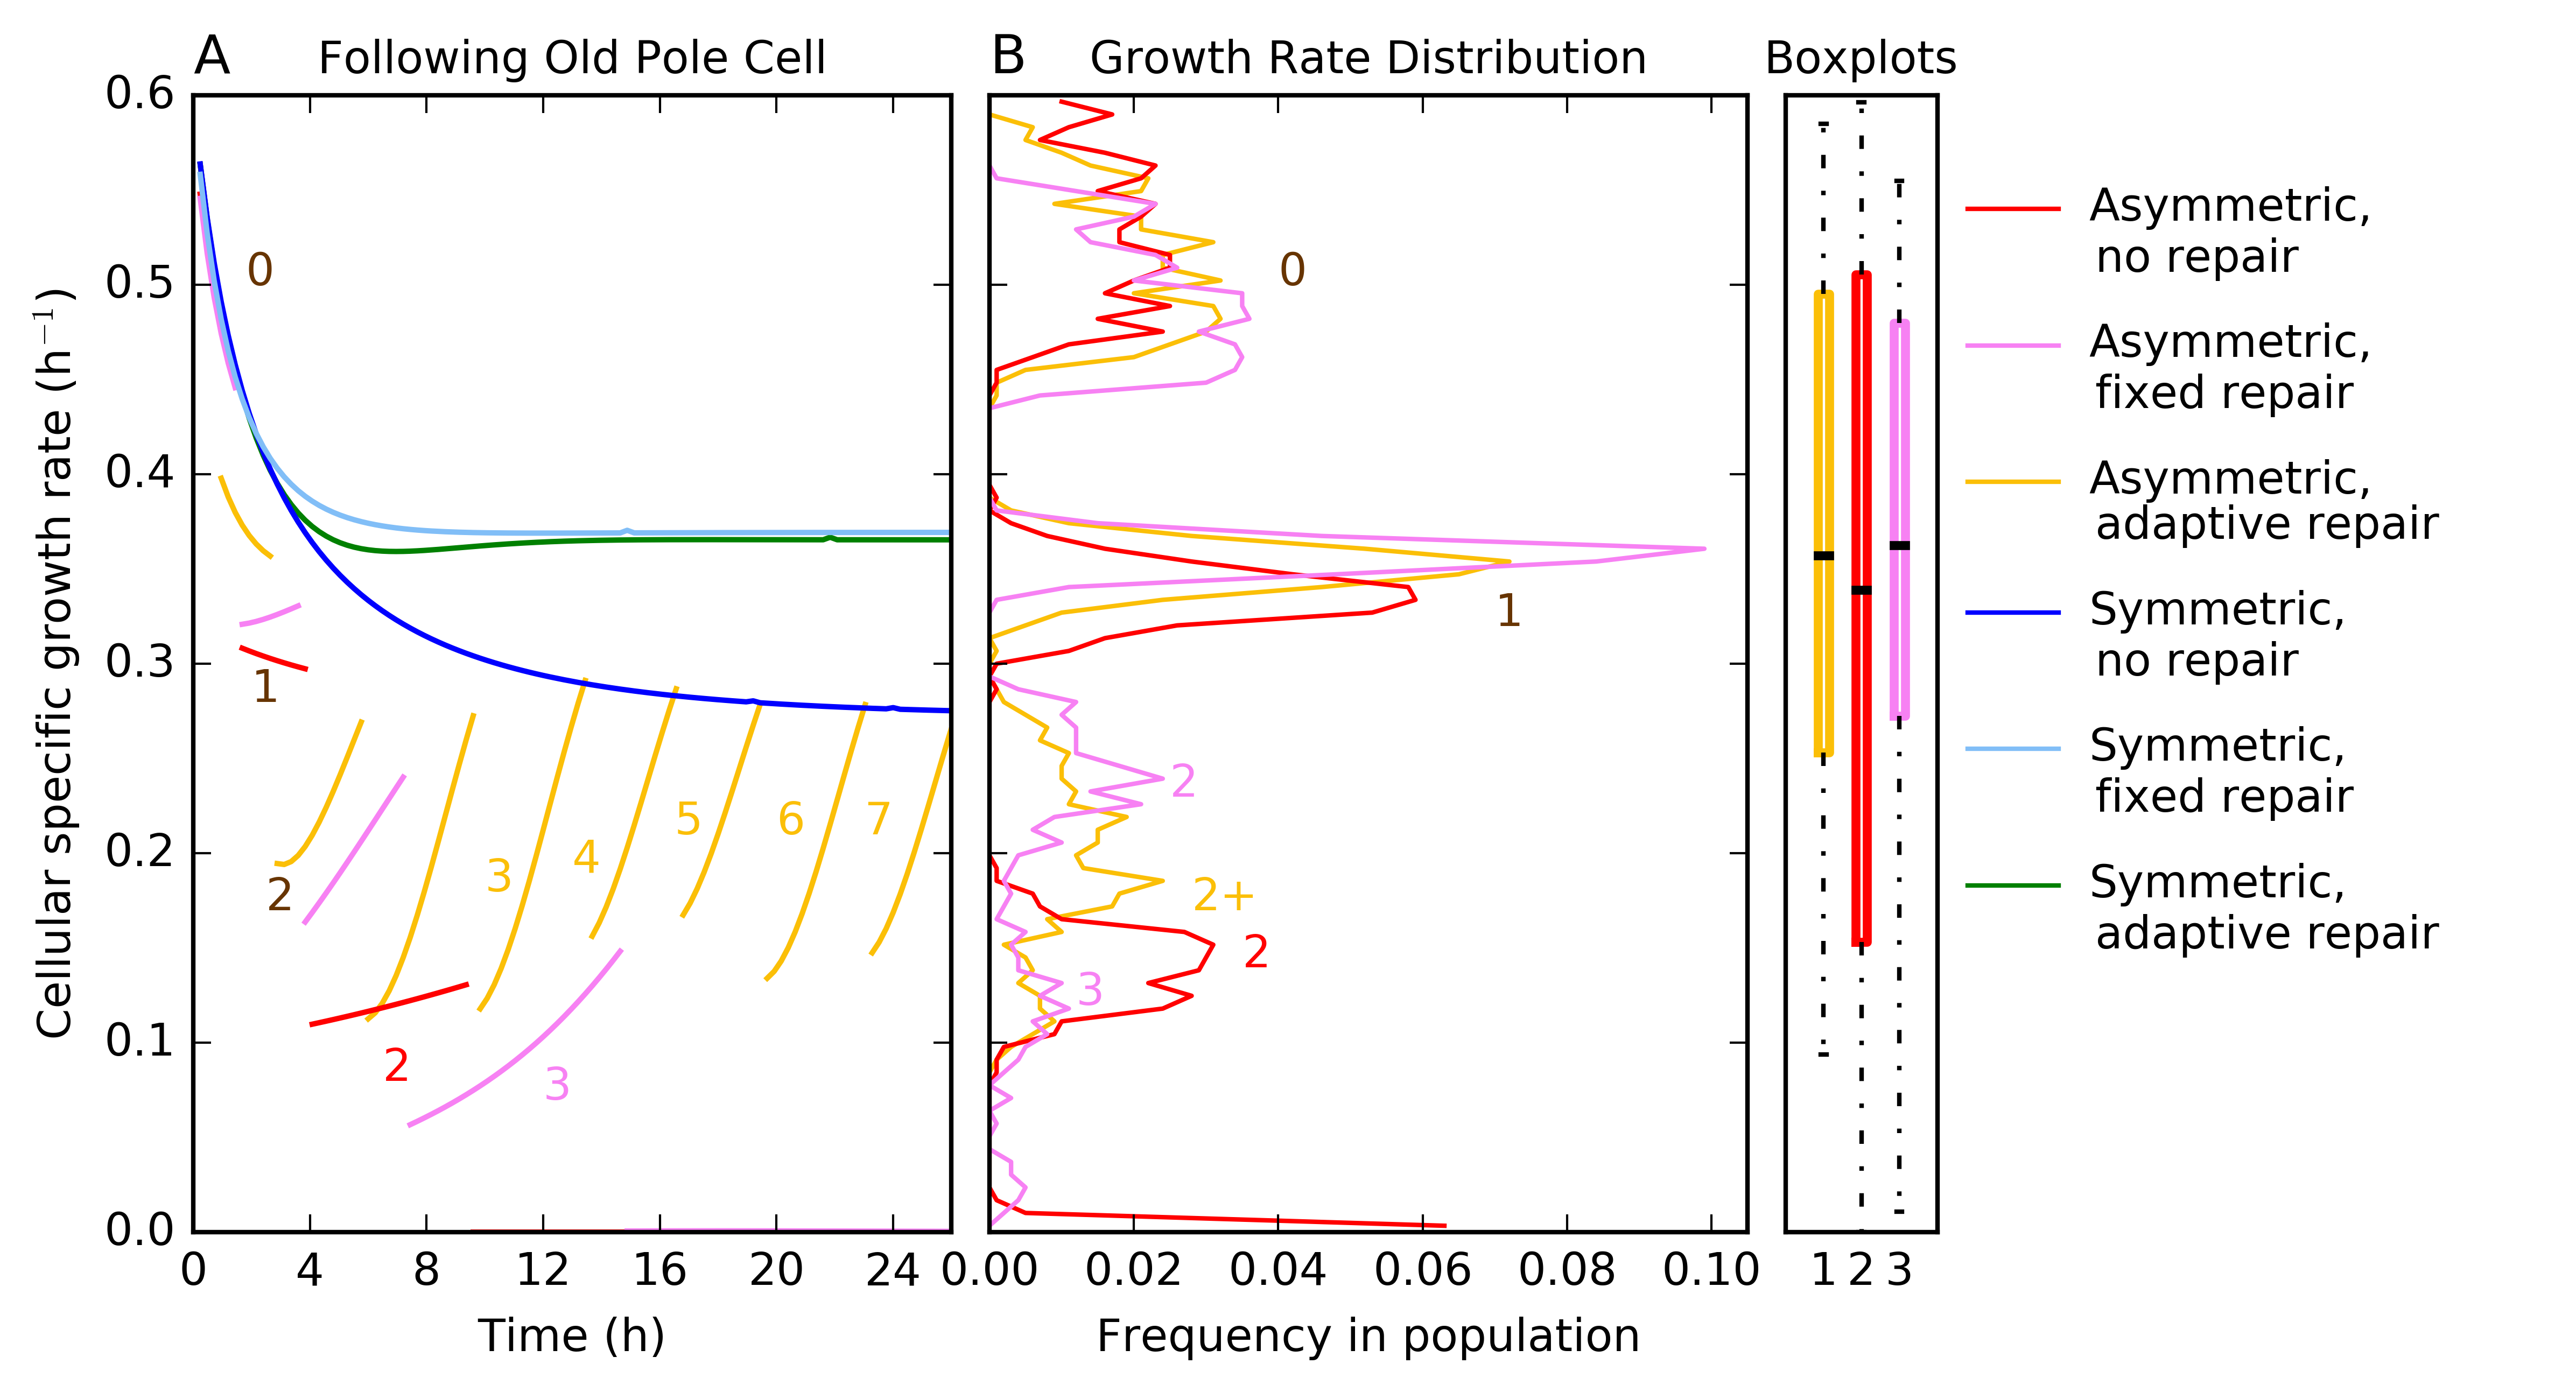 A Following Old Pole Cell
B Growth Rate Distribution
Boxplots
Cellular specific growth rate (h⁻¹)
0.6
0.5
0.4
0.3
0.2
0.1
0.0
0
1
2
2
3
3
4
5
6
7
0 4 8 12 16 20 24
Time (h)
0
1
2
2+
2
3
0.00 0.02 0.04 0.06 0.08 0.10
Frequency in population
1 2 3
Asymmetric,
no repair
Asymmetric,
fixed repair
Asymmetric,
adaptive repair
Symmetric,
no repair
Symmetric,
fixed repair
Symmetric,
adaptive repair